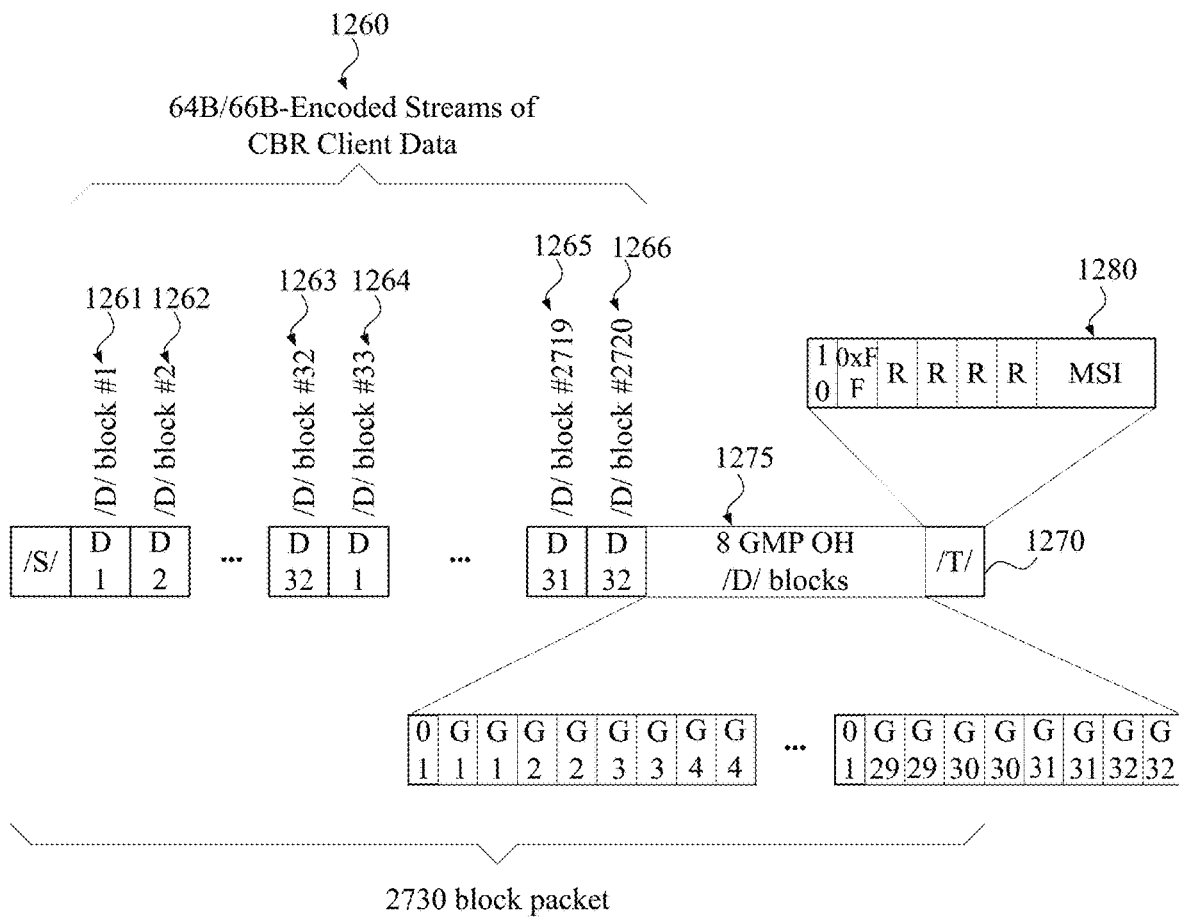 1260
64B/66B-Encoded Streams of
CBR Client Data
1261
1262
1263
1264
1265
1266
1280
/D/ block #1
/D/ block #2
/D/ block #32
/D/ block #33
/D/ block #2719
/D/ block #2720
1 0 0xF F R R R R MSI
1275
/S/ D 1 D 2 ... D 32 D 1 ... D 31 D 32 8 GMP OH /D/ blocks /T/
1270
0 G G G G G G G G ... 0 G G G G G G G G
1 1 1 2 2 3 3 4 4 1 29 29 30 30 31 31 32 32
2730 block packet